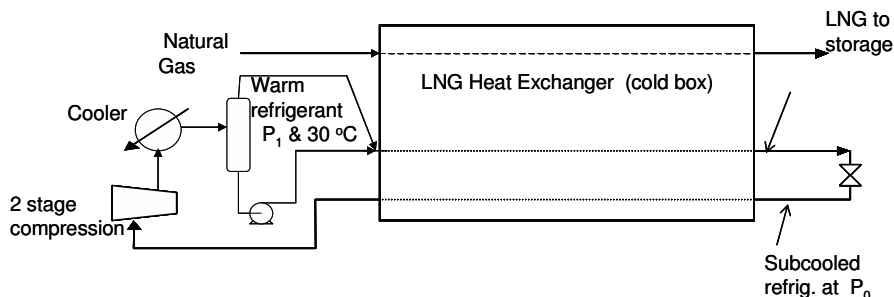 LNG to
storage
Natural
Gas
LNG Heat Exchanger (cold box)
Warm
refrigerant
P₁ & 30 ºC
Cooler
2 stage
compression
Subcooled
refrig. at P₀